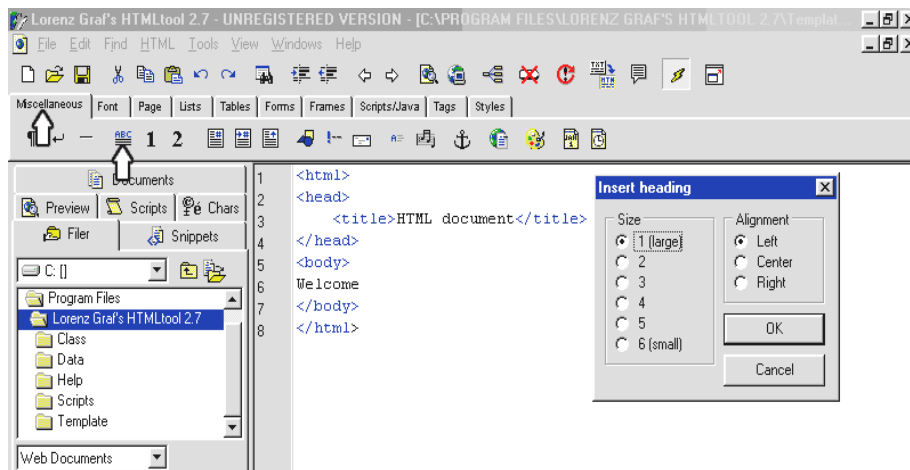 Lorenz Graf's HTMLtool 2.7 - UNREGISTERED VERSION - [C:\PROGRAM FILES\LORENZ GRAF'S HTMLTOOL 2.7\Templat...
File Edit Find HTML Tools View Windows Help
Miscellaneous Font Page Lists Tables Forms Frames Scripts/Java Tags Styles
ABC 1 2
Documents
Preview Scripts Chars
Filer Snippets
C: []
Program Files
Lorenz Graf's HTMLtool 2.7
Class
Data
Help
Scripts
Template
Web Documents
1 <html>
2 <head>
3 <title>HTML document</title>
4 </head>
5 <body>
6 Welcome
7 </body>
8 </html>
Insert heading
Size
1 (large)
2
3
4
5
6 (small)
Alignment
Left
Center
Right
OK
Cancel